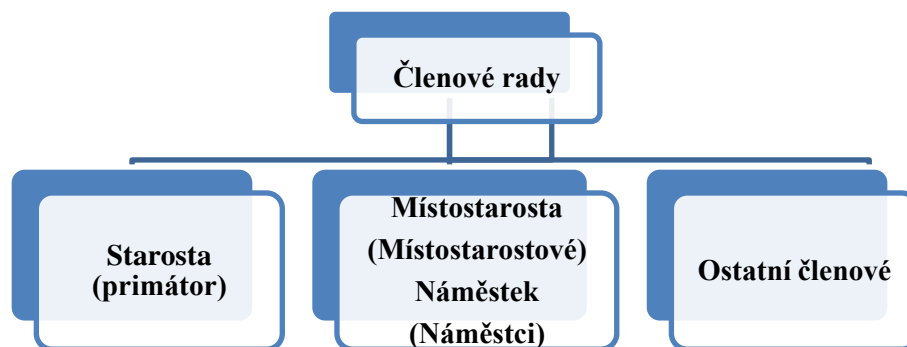 Členové rady
Starosta
(primátor)
Místostarosta
(Místostarostové)
Náměstek
(Náměstci)
Ostatní členové